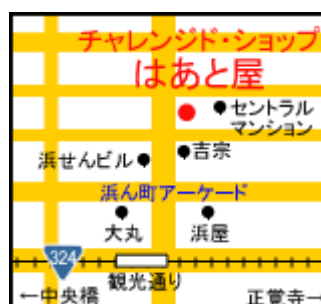 チャレンジド・ショップ
はあと屋
セントラル
マンション
吉宗
浜せんビル
浜ん町アーケード
大丸
浜屋
324
観光通り
←中央橋
正覚寺→